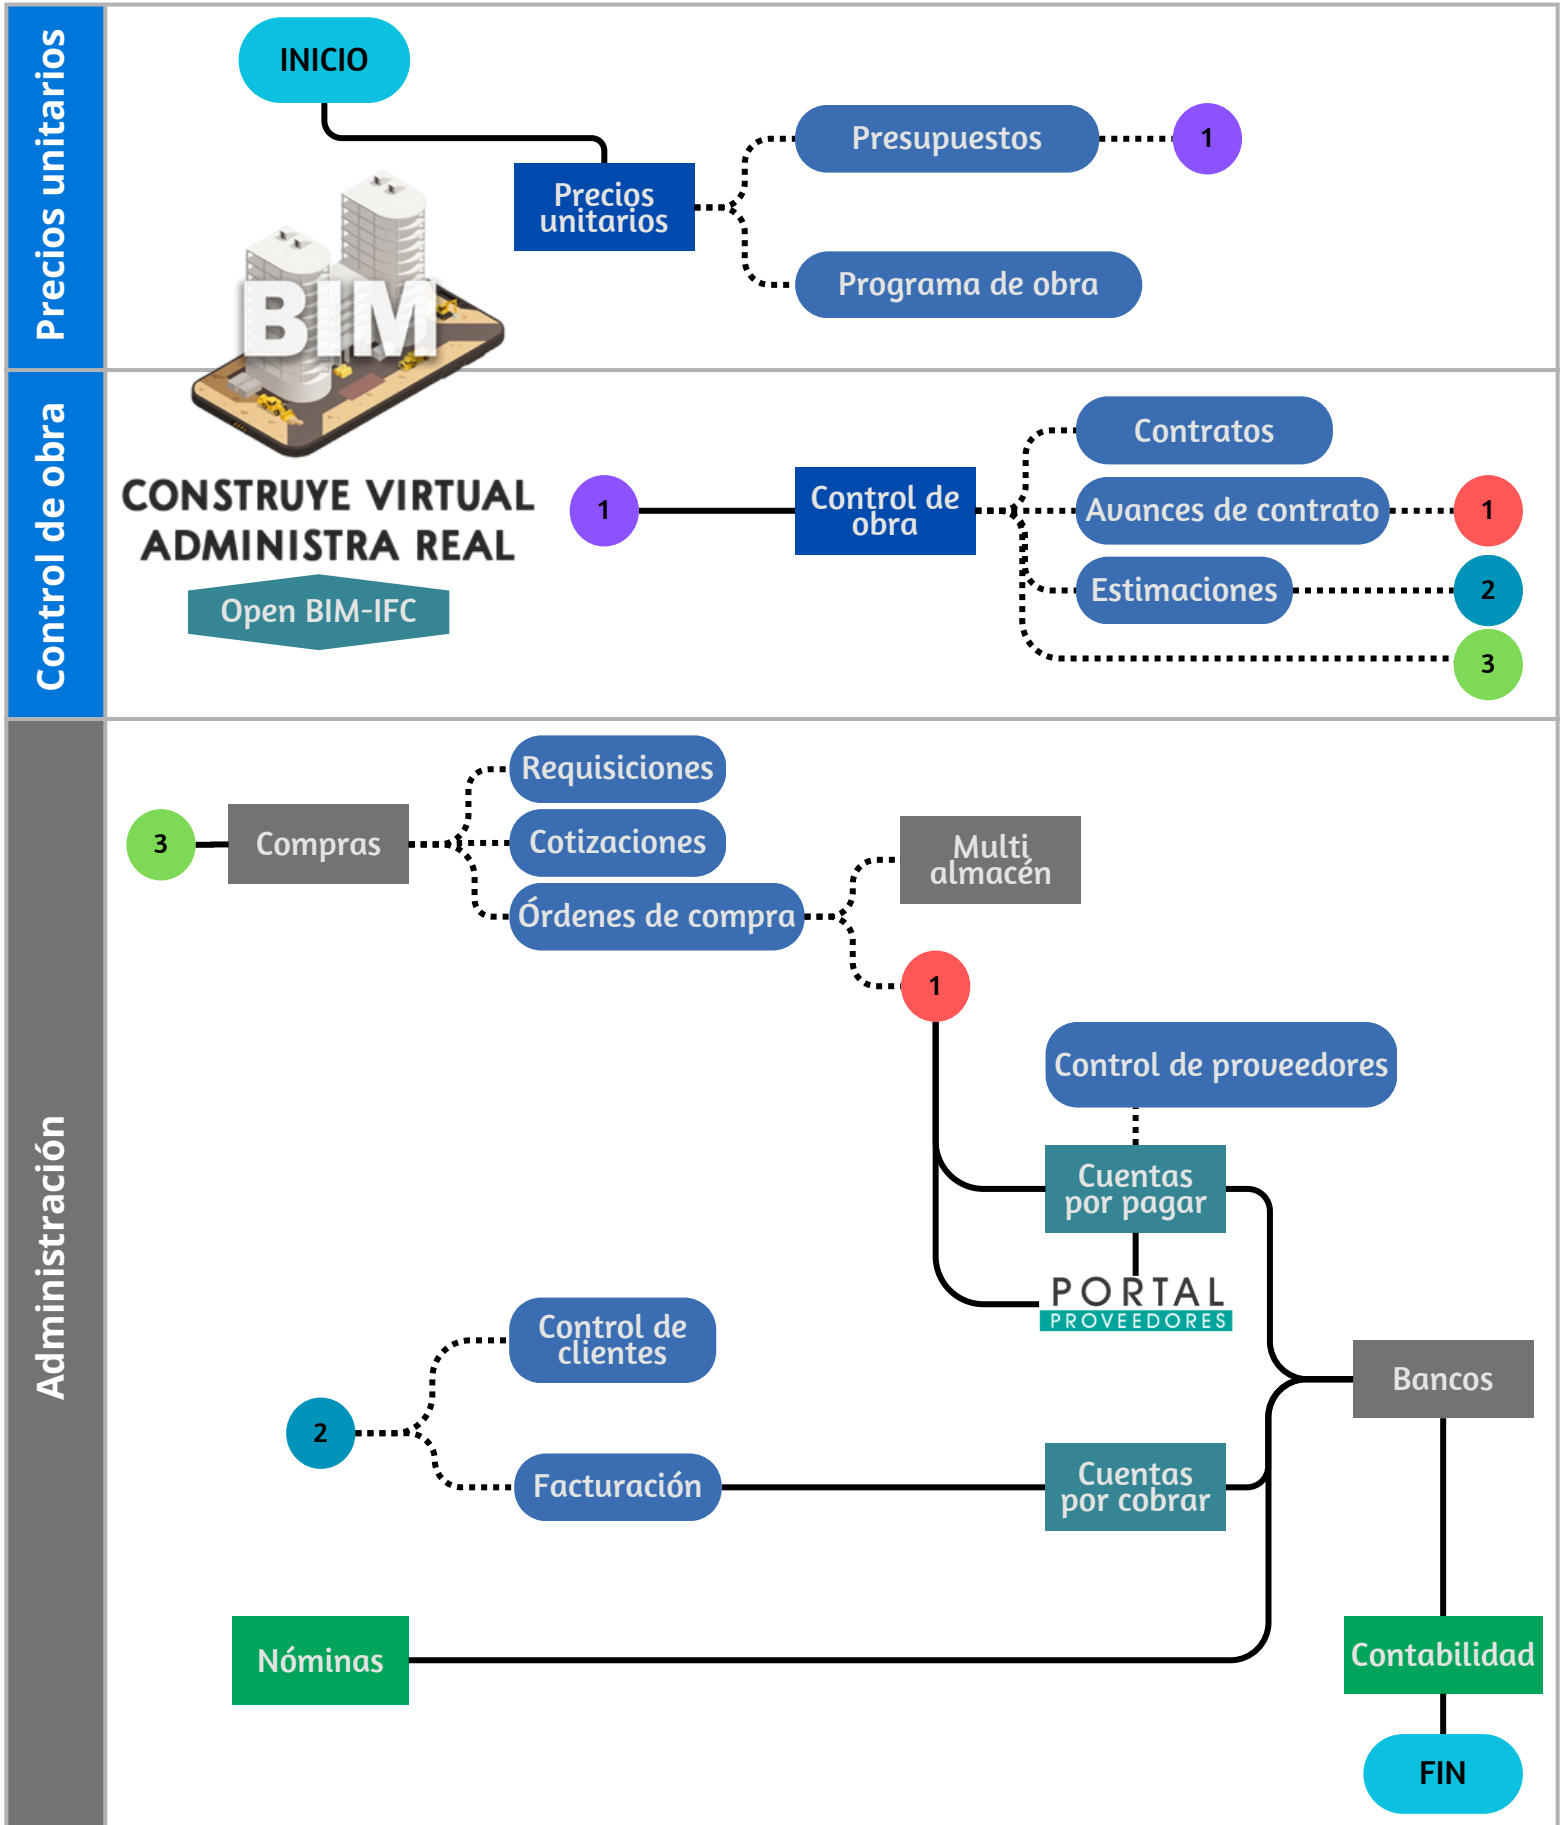 Precios unitarios
INICIO
Presupuestos
1
Precios
unitarios
Programa de obra
BIM
Control de obra
CONSTRUYE VIRTUAL
ADMINISTRA REAL
Open BIM-IFC
1
Control de
obra
Contratos
Avances de contrato
1
Estimaciones
2
3
Administración
3
Compras
Requisiciones
Cotizaciones
Órdenes de compra
Multi
almacén
1
Control de proveedores
Cuentas
por pagar
PORTAL
PROVEEDORES
Control de
clientes
2
Facturación
Cuentas
por cobrar
Bancos
Nóminas
Contabilidad
FIN